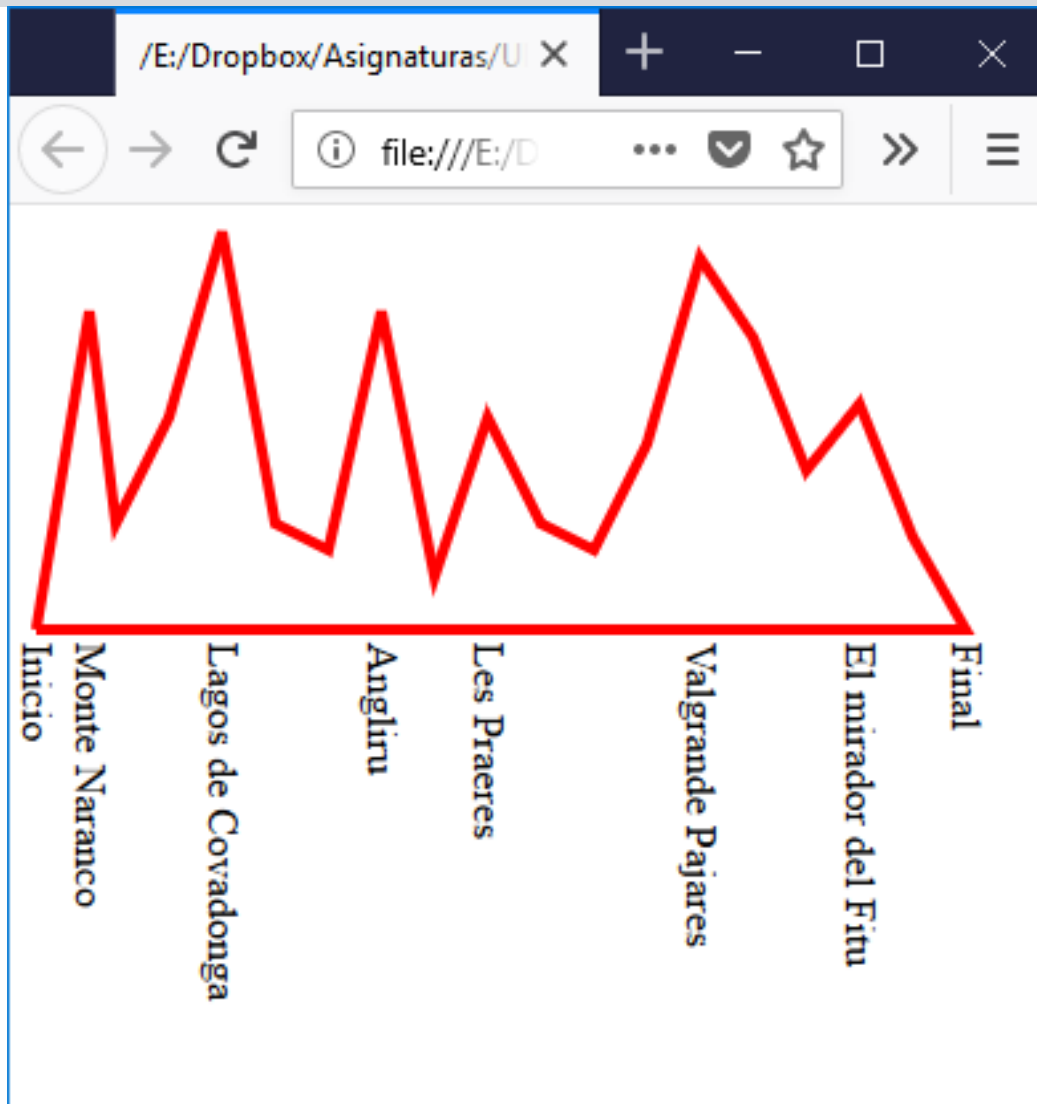 /E:/Dropbox/Asignaturas/U
file:///E:/D
Inicio
Monte Naranco
Lagos de Covadonga
Angliru
Les Praeres
Valgrande Pajares
El mirador del Fitu
Final